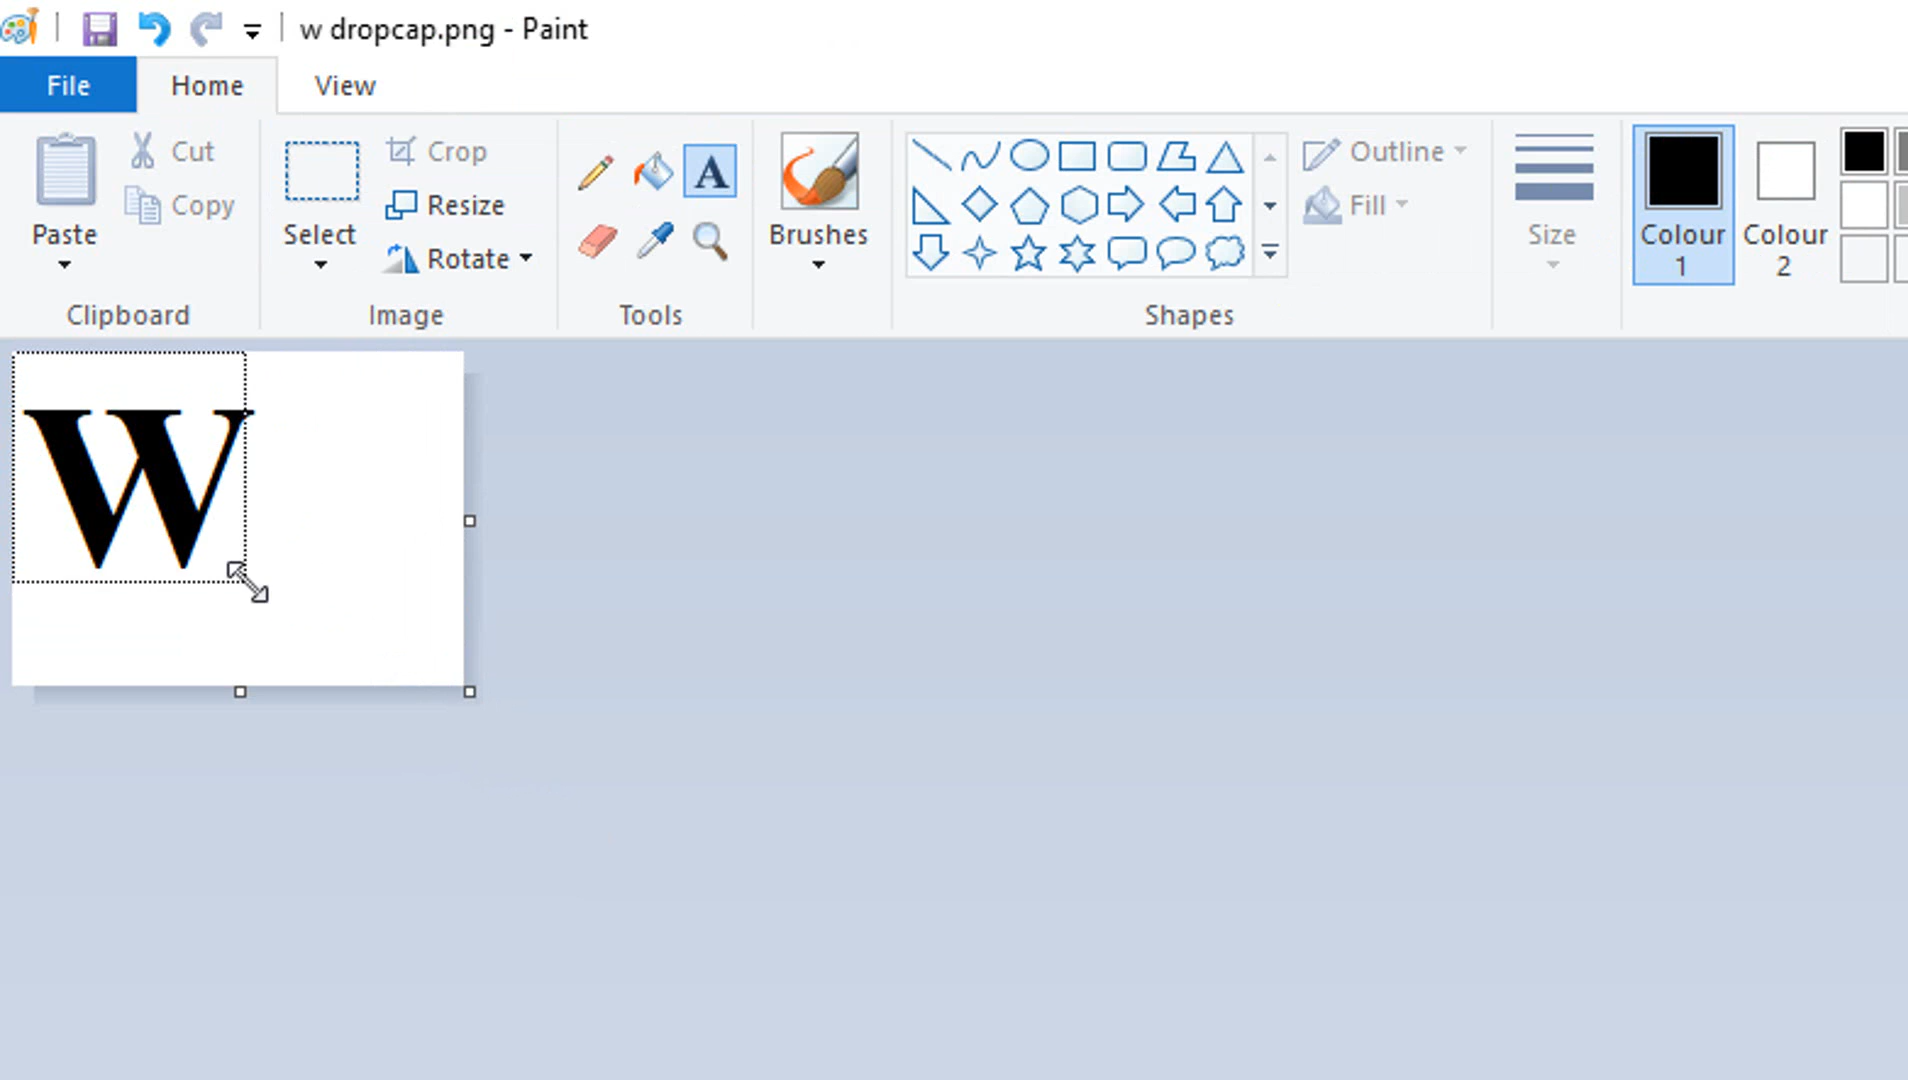 w dropcap.png - Paint
File Home View
Paste Cut Copy
Select Crop Resize Rotate
A
Brushes
Outline
Fill
Size
Colour 1
Colour 2
Clipboard Image Tools Shapes
W